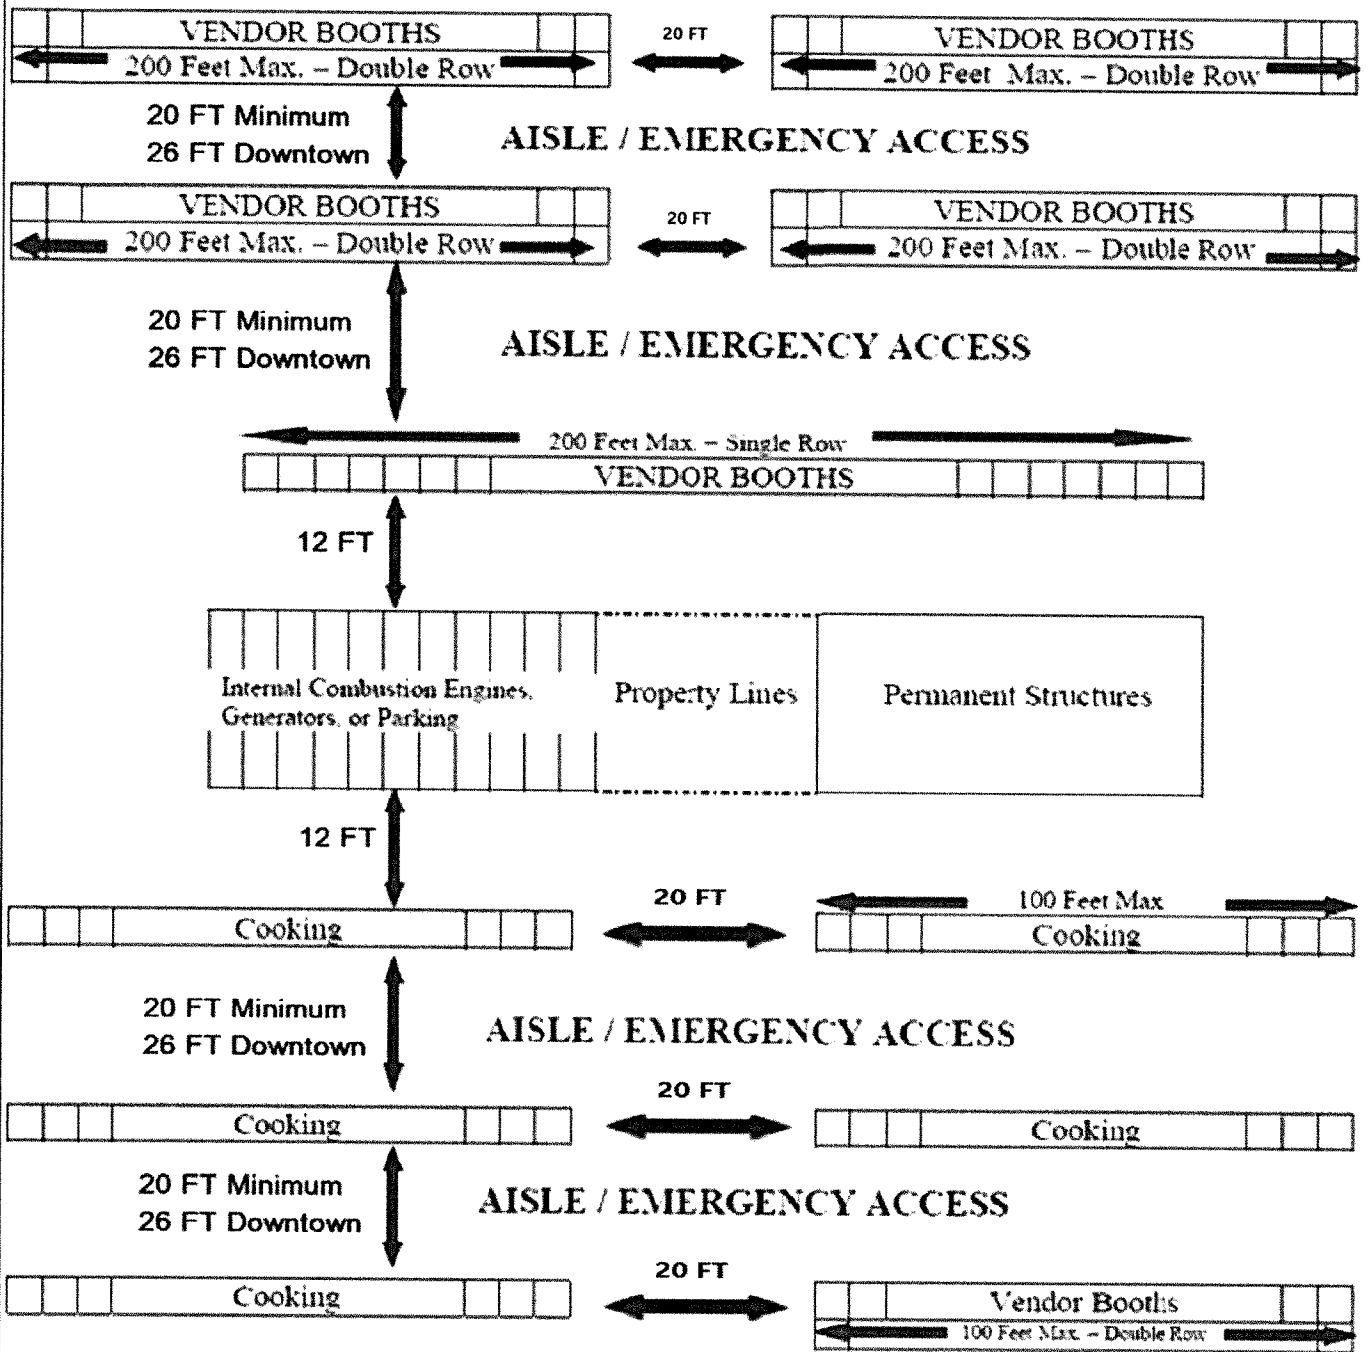 VENDOR BOOTHS
200 Feet Max. – Double Row
20 FT
VENDOR BOOTHS
200 Feet Max. – Double Row
20 FT Minimum
26 FT Downtown
AISLE / EMERGENCY ACCESS
VENDOR BOOTHS
200 Feet Max. – Double Row
20 FT
VENDOR BOOTHS
200 Feet Max. – Double Row
20 FT Minimum
26 FT Downtown
AISLE / EMERGENCY ACCESS
200 Feet Max. – Single Row
VENDOR BOOTHS
12 FT
Internal Combustion Engines,
Generators, or Parking
Property Lines
Permanent Structures
12 FT
Cooking
20 FT
100 Feet Max
Cooking
20 FT Minimum
26 FT Downtown
AISLE / EMERGENCY ACCESS
Cooking
20 FT
Cooking
20 FT Minimum
26 FT Downtown
AISLE / EMERGENCY ACCESS
Cooking
20 FT
Vendor Booths
100 Feet Max. – Double Row